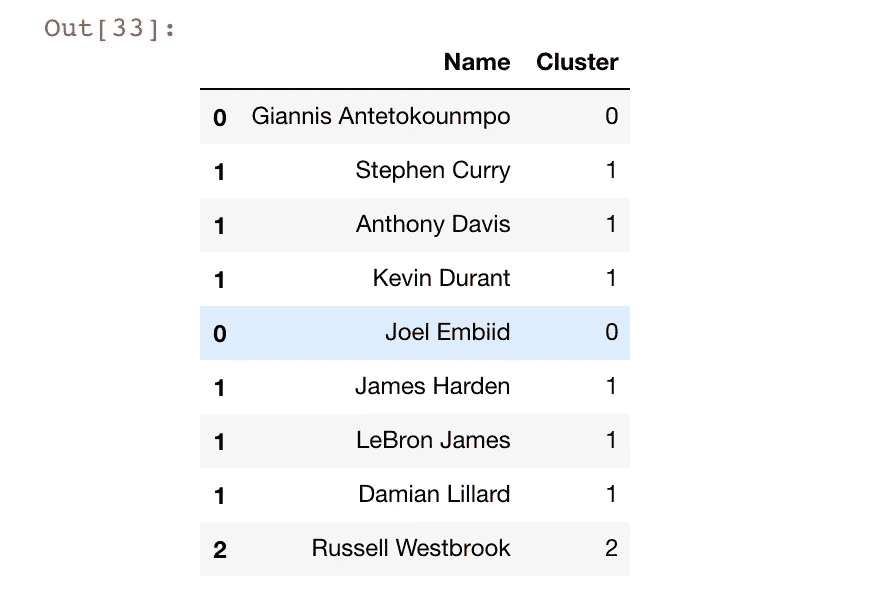 Out[33]:
Name Cluster
0 Giannis Antetokounmpo 0
1 Stephen Curry 1
1 Anthony Davis 1
1 Kevin Durant 1
0 Joel Embiid 0
1 James Harden 1
1 LeBron James 1
1 Damian Lillard 1
2 Russell Westbrook 2